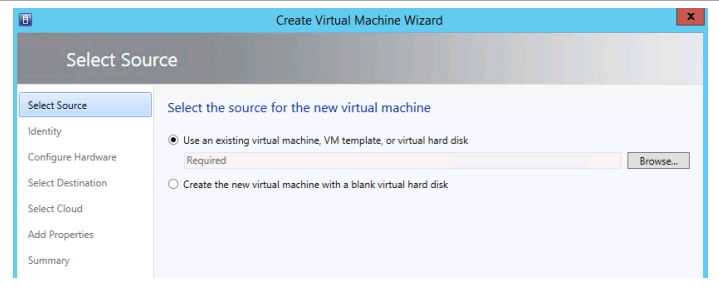 Create Virtual Machine Wizard
x
Select Source
Select Source
Identity
Configure Hardware
Select Destination
Select Cloud
Add Properties
Summary
Select the source for the new virtual machine
Use an existing virtual machine, VM template, or virtual hard disk
Required
Browse...
Create the new virtual machine with a blank virtual hard disk